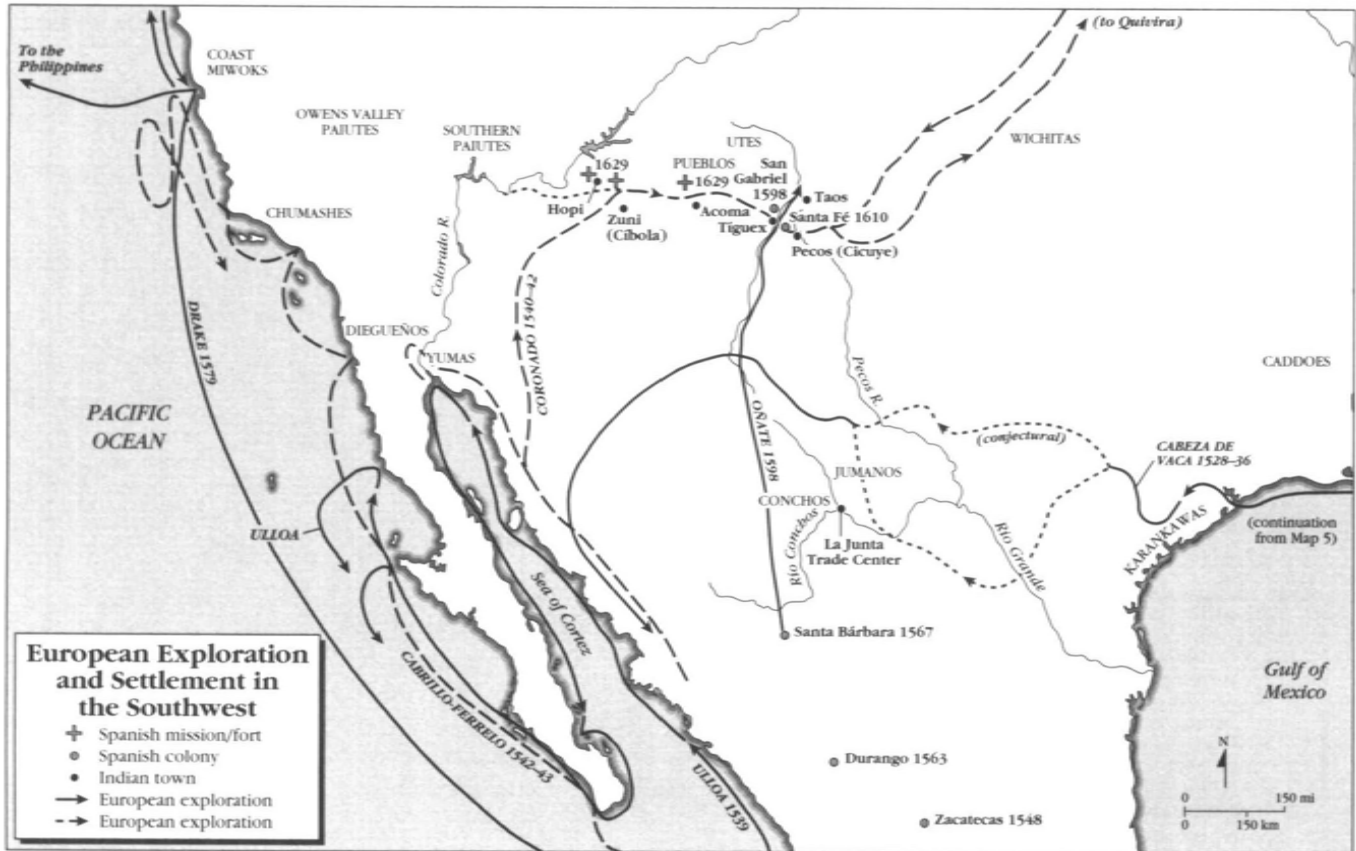 To the
Philippines
COAST
MIWOKS
OWENS VALLEY
PAIUTES
SOUTHERN
PAIUTES
1629
Hopi
Zuni
(Cíbola)
PUEBLOS
1629
Acoma
UTES
San
Gabriel
1598
Tiguex
Taos
Santa Fé 1610
Pecos (Cicuye)
(to Quivira)
WICHITAS
CHUMASHES
Colorado R.
DRAKE 1579
DIEGUEÑOS
YUMAS
CORONADO 1540–42
Pecos R.
CADDOES
PACIFIC
OCEAN
OÑATE 1598
(conjectural)
CABEZA DE
VACA 1528–36
JUMANOS
CONCHOS
Río Conchos
La Junta
Trade Center
Río Grande
KARANKAWAS
(continuation
from Map 5)
ULLOA
Sea of Cortez
Santa Bárbara 1567
Gulf of
Mexico
CABRILLO-FERRELO 1542–43
ULLOA 1539
Durango 1563
Zacatecas 1548
N
0 150 mi
0 150 km
European Exploration
and Settlement in
the Southwest
Spanish mission/fort
Spanish colony
Indian town
European exploration
European exploration